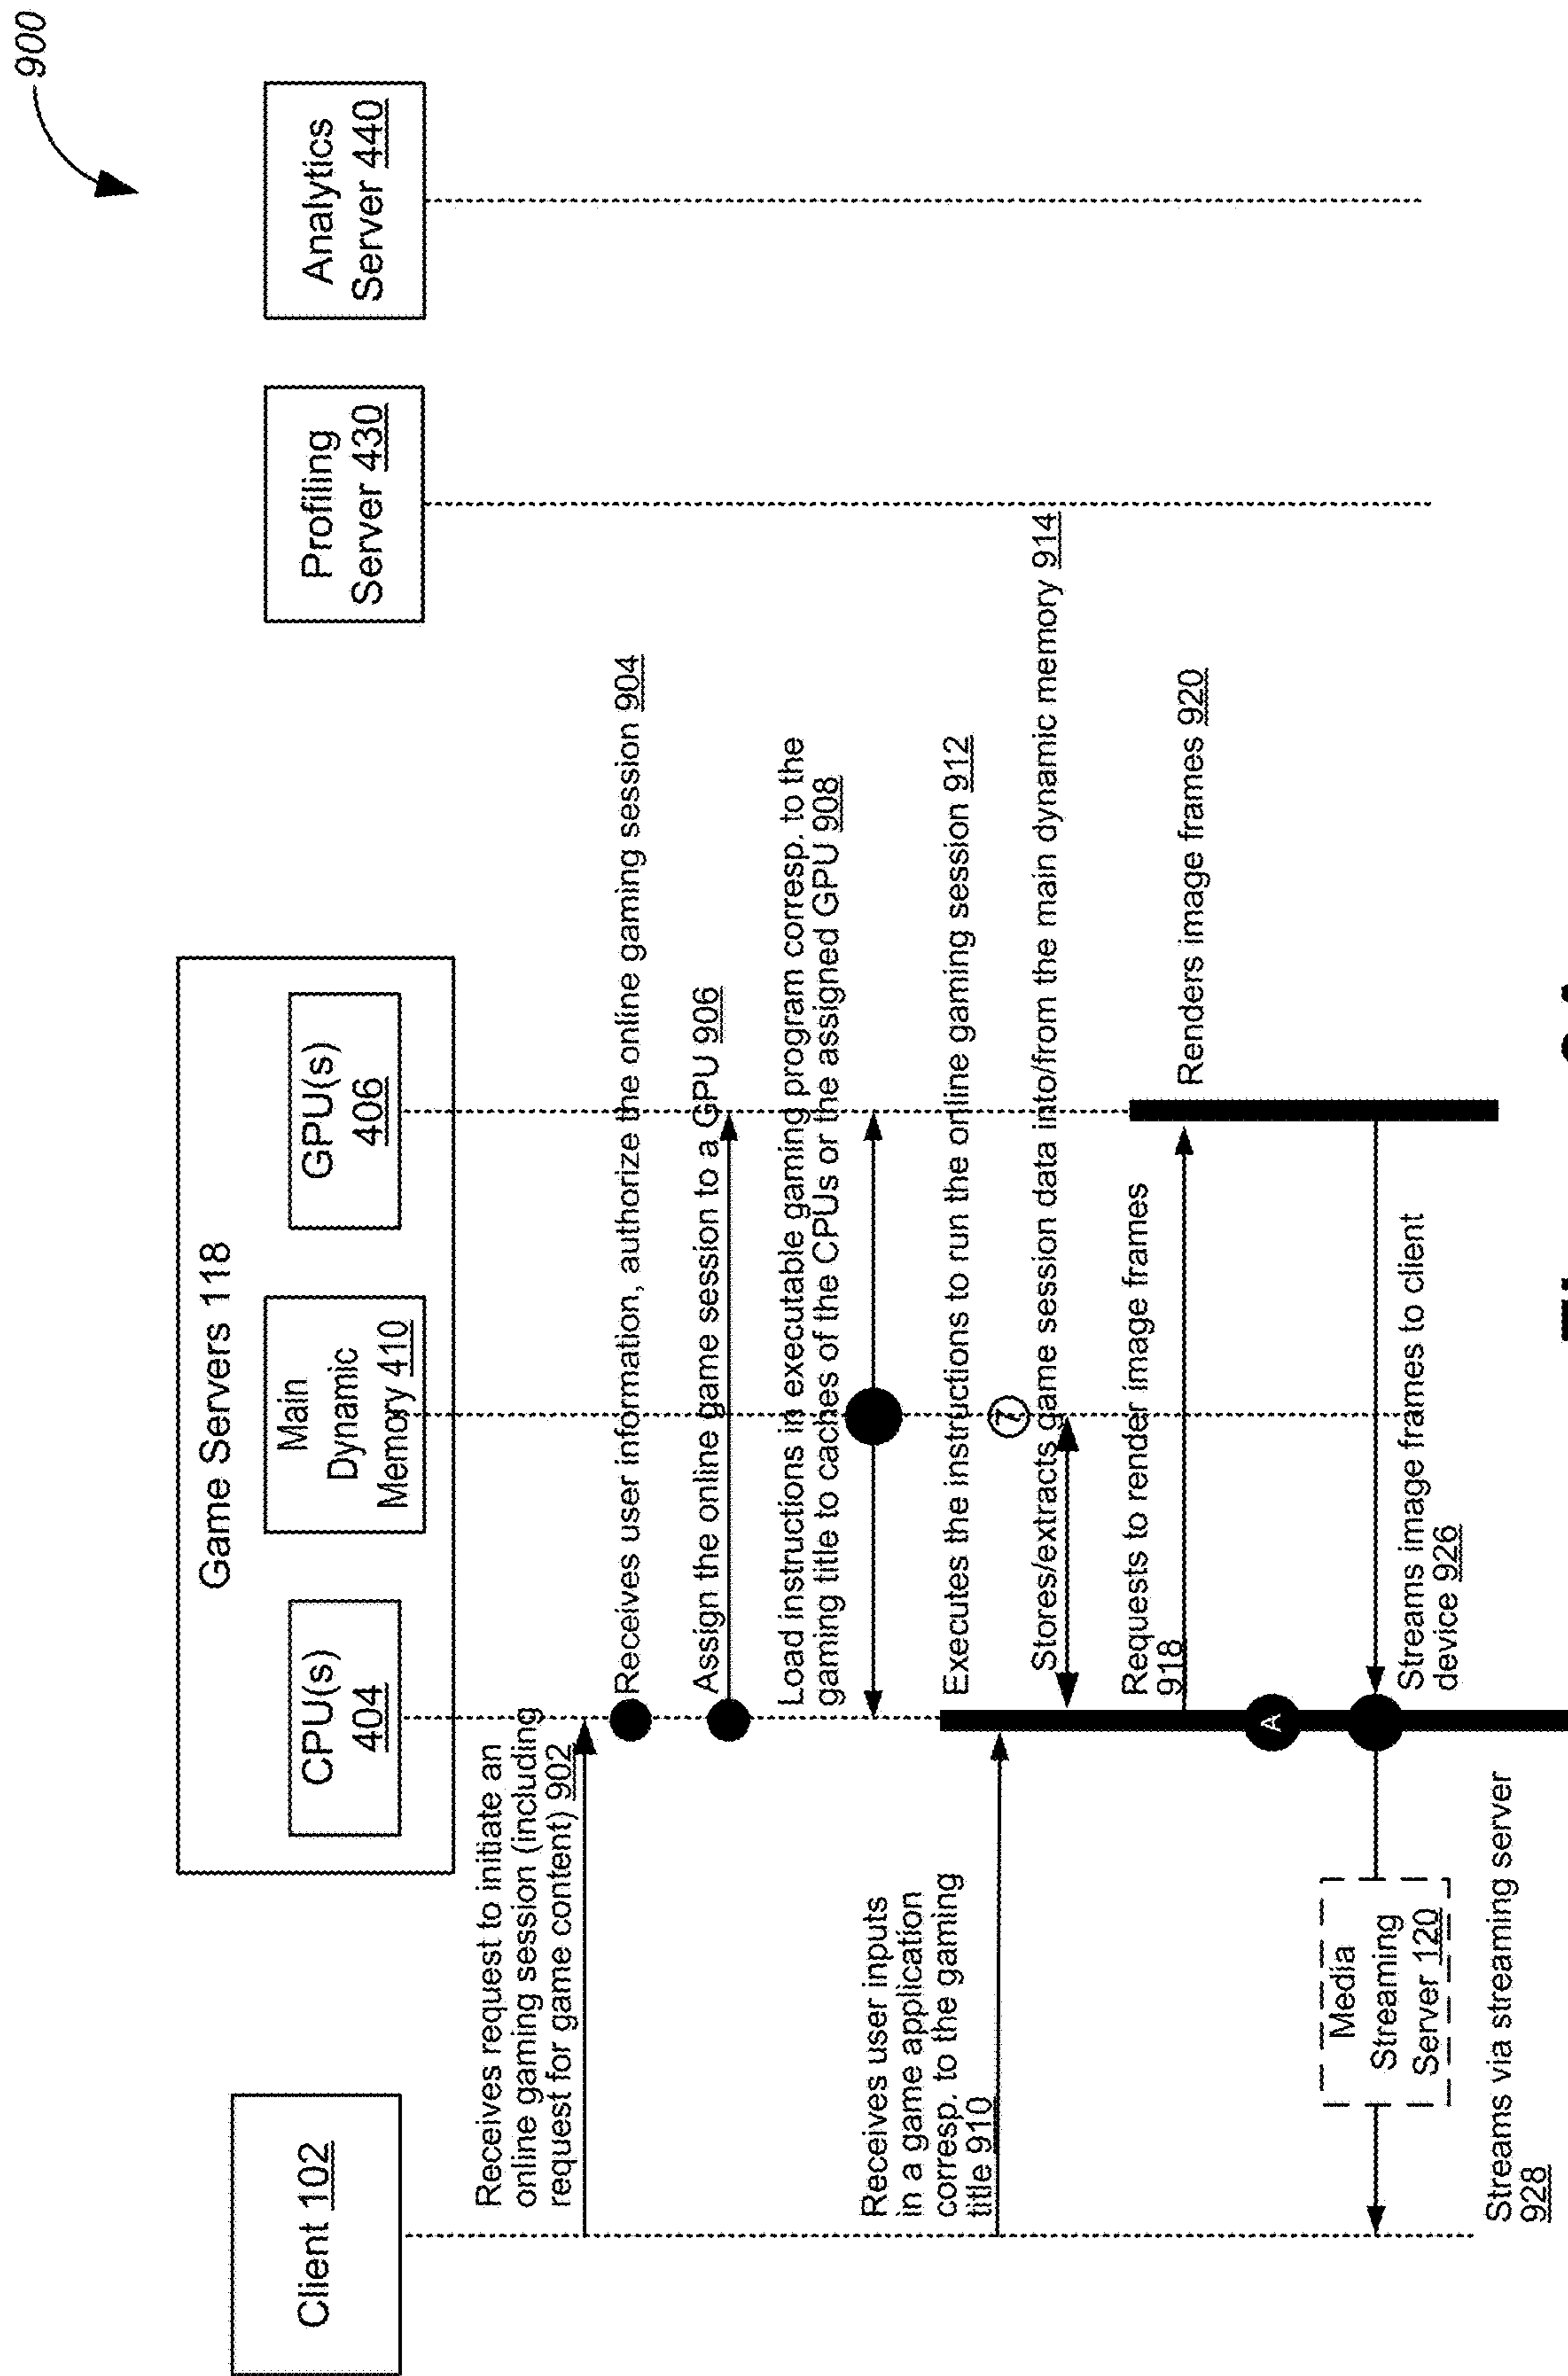 900
Game Servers 118
Client 102
CPU(s)
404
Main
Dynamic
Memory 410
GPU(s)
406
Profiling
Server 430
Analytics
Server 440
Receives request to initiate an
online gaming session (including
request for game content) 902
Receives user information, authorize the online gaming session 904
Assign the online game session to a GPU 906
Load instructions in executable gaming program corresp. to the
gaming title to caches of the CPUs or the assigned GPU 908
Receives user inputs
in a game application
corresp. to the gaming
title 910
Executes the instructions to run the online gaming session 912
7
Stores/extracts game session data into/from the main dynamic memory 914
Requests to render image frames
918
Renders image frames 920
A
Media
Streaming
Server 120
Streams image frames to client
device 926
Streams via streaming server
928